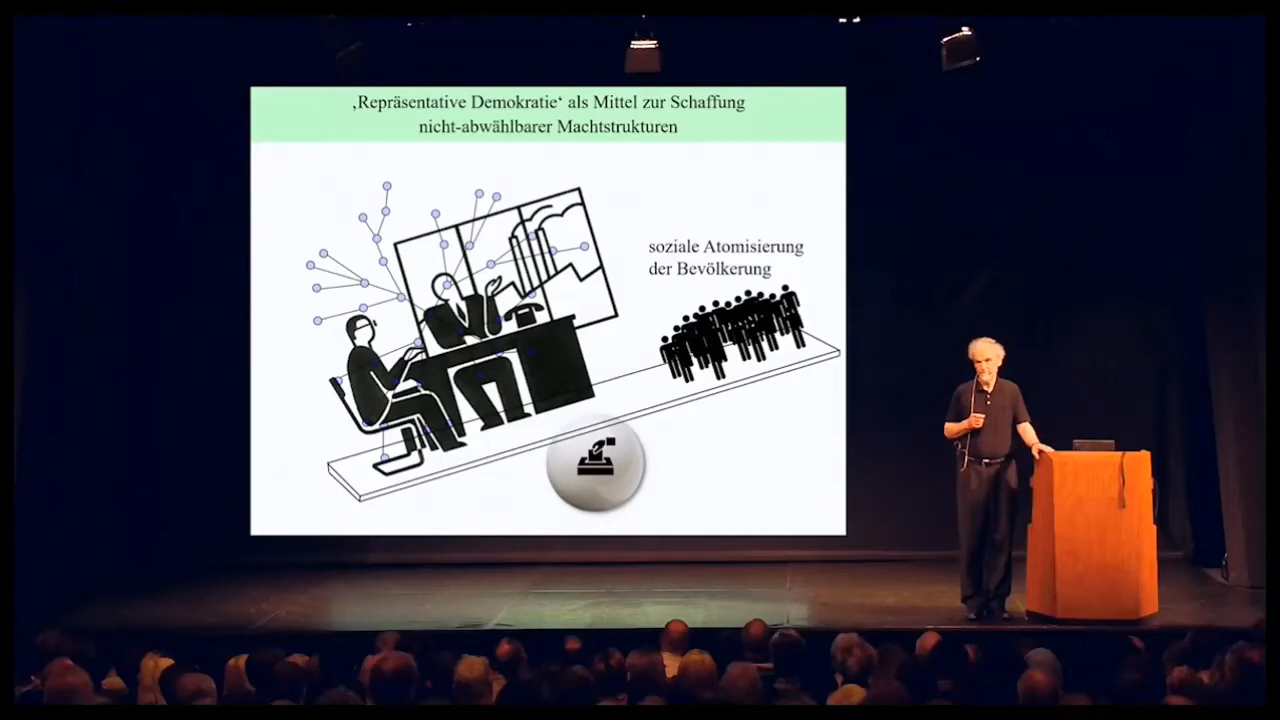 ‚Repräsentative Demokratie‘ als Mittel zur Schaffung
nicht-abwählbarer Machtstrukturen
soziale Atomisierung
der Bevölkerung